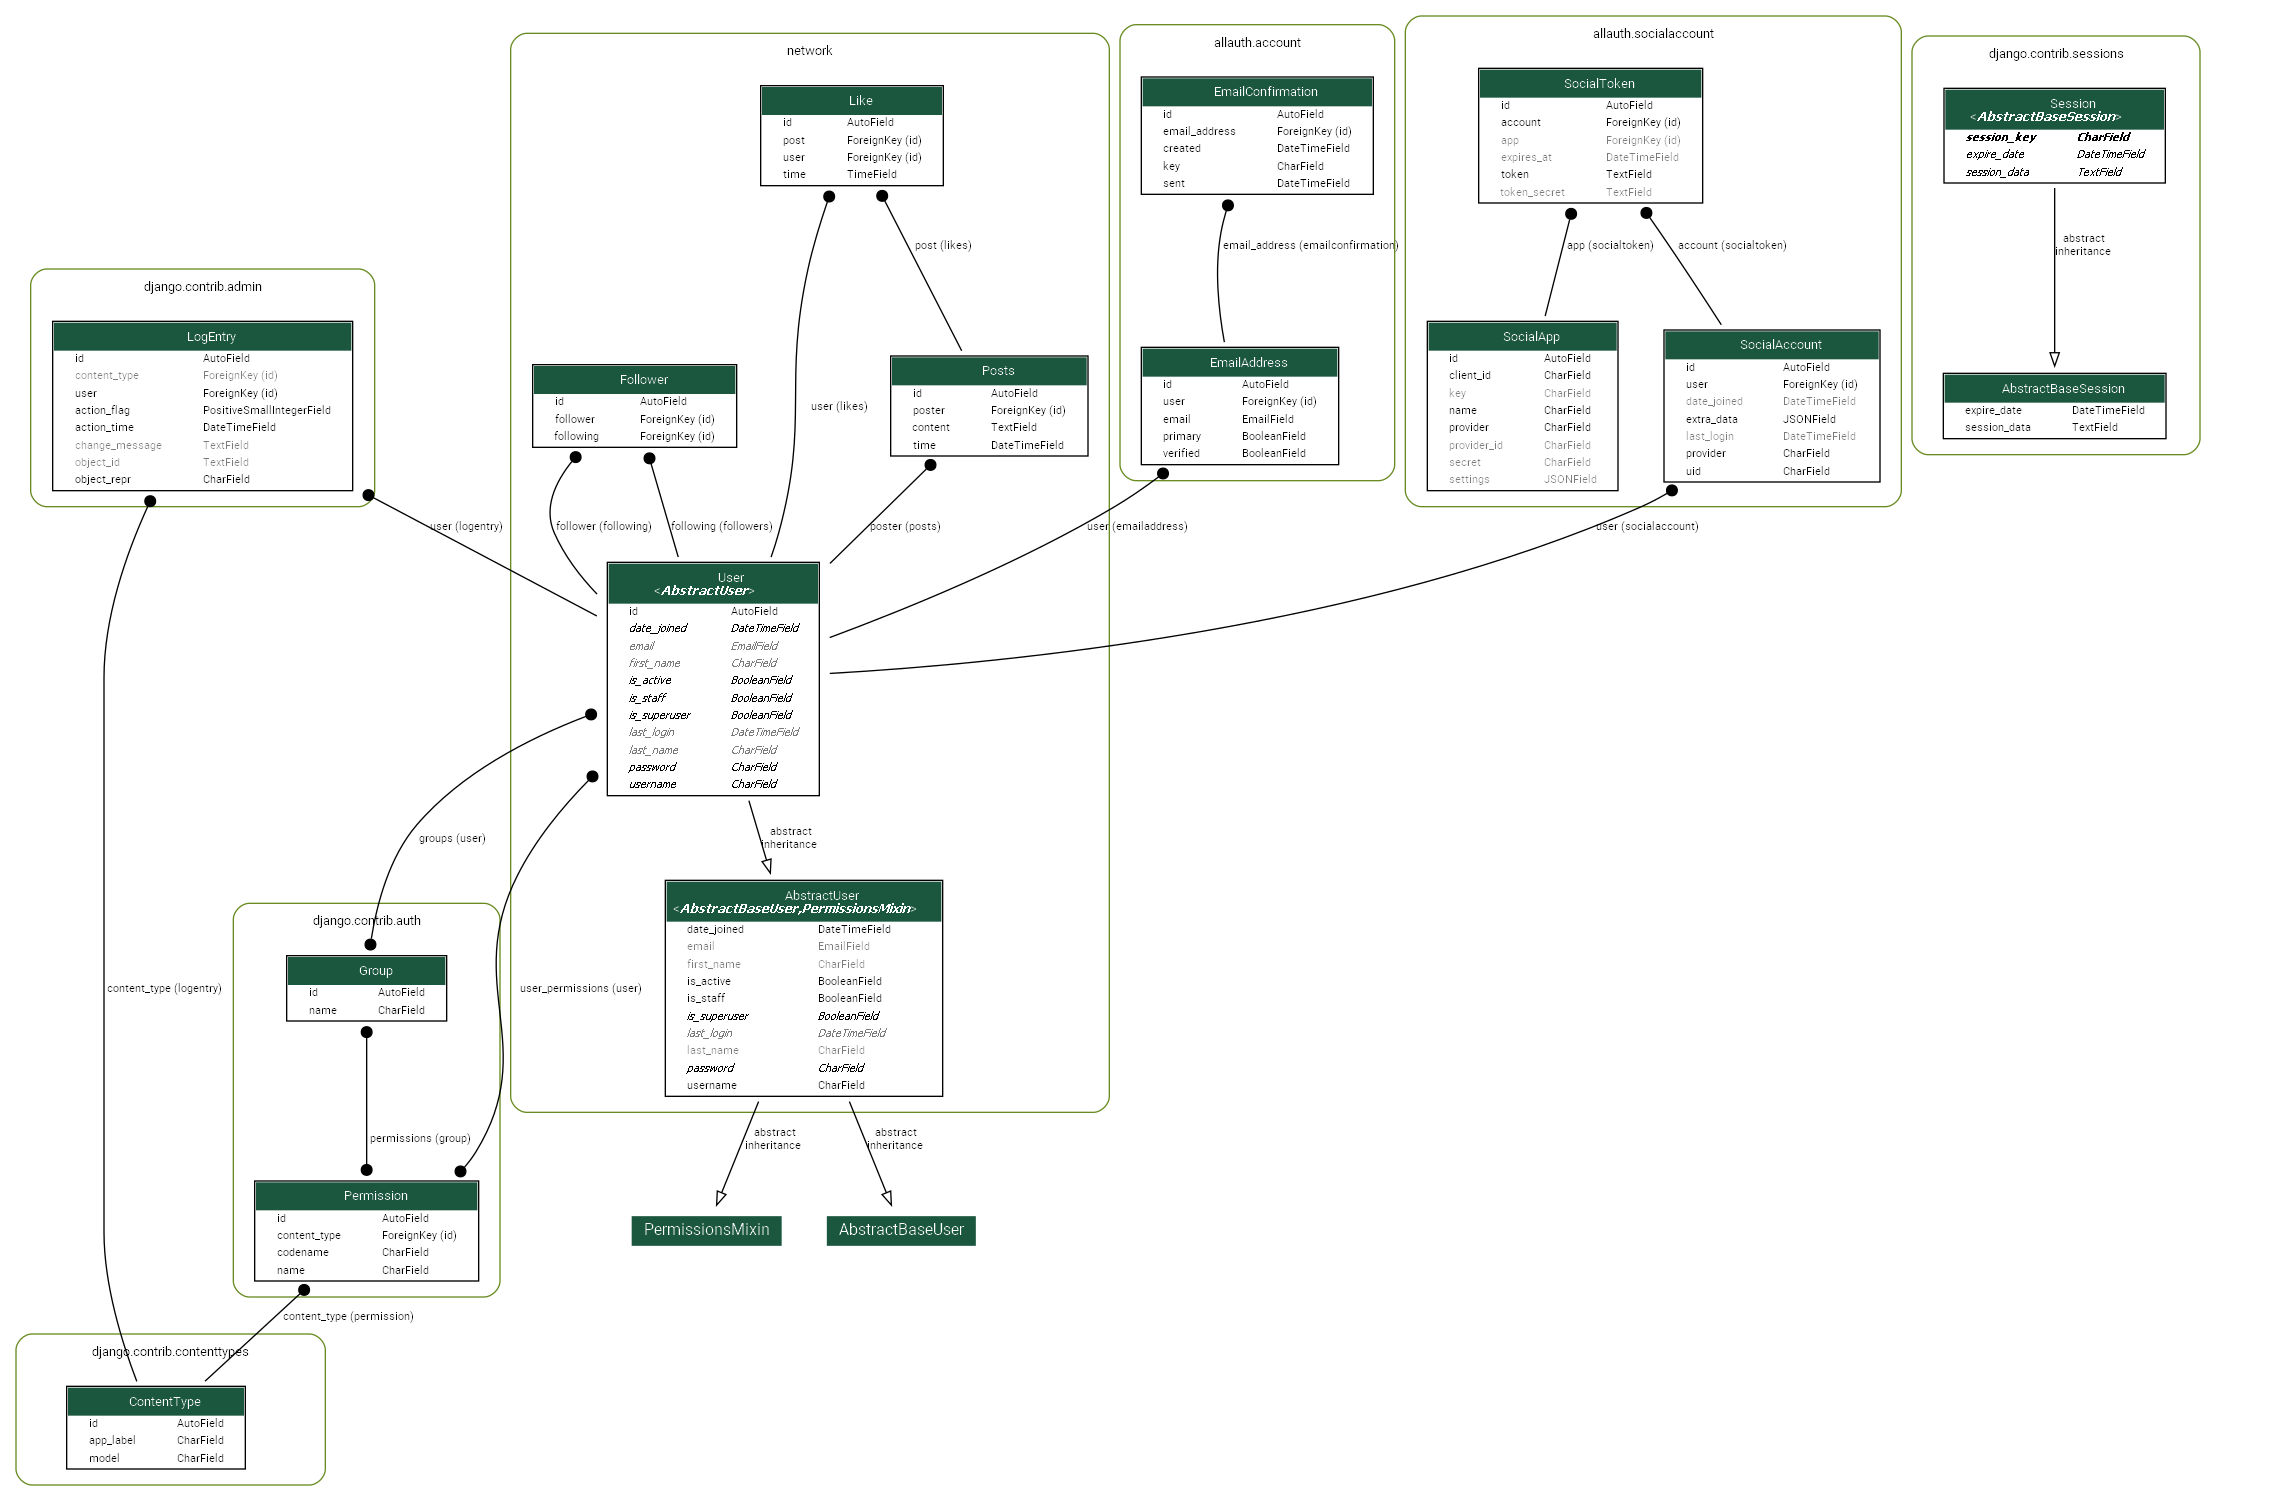 network
Like
id AutoField
post ForeignKey (id)
user ForeignKey (id)
time TimeField
allauth.account
EmailConfirmation
id AutoField
email_address ForeignKey (id)
created DateTimeField
key CharField
sent DateTimeField
allauth.socialaccount
SocialToken
id AutoField
account ForeignKey (id)
app ForeignKey (id)
expires_at DateTimeField
token TextField
token_secret TextField
django.contrib.sessions
Session
<AbstractBaseSession>
session_key CharField
expire_date DateTimeField
session_data TextField
post (likes)
email_address (emailconfirmation)
app (socialtoken)
account (socialtoken)
abstract
inheritance
django.contrib.admin
LogEntry
id AutoField
content_type ForeignKey (id)
user ForeignKey (id)
action_flag PositiveSmallIntegerField
action_time DateTimeField
change_message TextField
object_id TextField
object_repr CharField
Follower
id AutoField
follower ForeignKey (id)
following ForeignKey (id)
user (likes)
Posts
id AutoField
poster ForeignKey (id)
content TextField
time DateTimeField
EmailAddress
id AutoField
user ForeignKey (id)
email EmailField
primary BooleanField
verified BooleanField
SocialApp
id AutoField
client_id CharField
key CharField
name CharField
provider CharField
provider_id CharField
secret CharField
settings JSONField
SocialAccount
id AutoField
user ForeignKey (id)
date_joined DateTimeField
extra_data JSONField
last_login DateTimeField
provider CharField
uid CharField
AbstractBaseSession
expire_date DateTimeField
session_data TextField
user (logentry)
follower (following)
following (followers)
poster (posts)
user (emailaddress)
user (socialaccount)
User
<AbstractUser>
id AutoField
date_joined DateTimeField
email EmailField
first_name CharField
is_active BooleanField
is_staff BooleanField
is_superuser BooleanField
last_login DateTimeField
last_name CharField
password CharField
username CharField
groups (user)
abstract
inheritance
AbstractUser
<AbstractBaseUser,PermissionsMixin>
date_joined DateTimeField
email EmailField
first_name CharField
is_active BooleanField
is_staff BooleanField
is_superuser BooleanField
last_login DateTimeField
last_name CharField
password CharField
username CharField
django.contrib.auth
Group
id AutoField
name CharField
content_type (logentry)
user_permissions (user)
permissions (group)
abstract
inheritance
abstract
inheritance
Permission
id AutoField
content_type ForeignKey (id)
codename CharField
name CharField
PermissionsMixin
AbstractBaseUser
content_type (permission)
django.contrib.contenttypes
ContentType
id AutoField
app_label CharField
model CharField